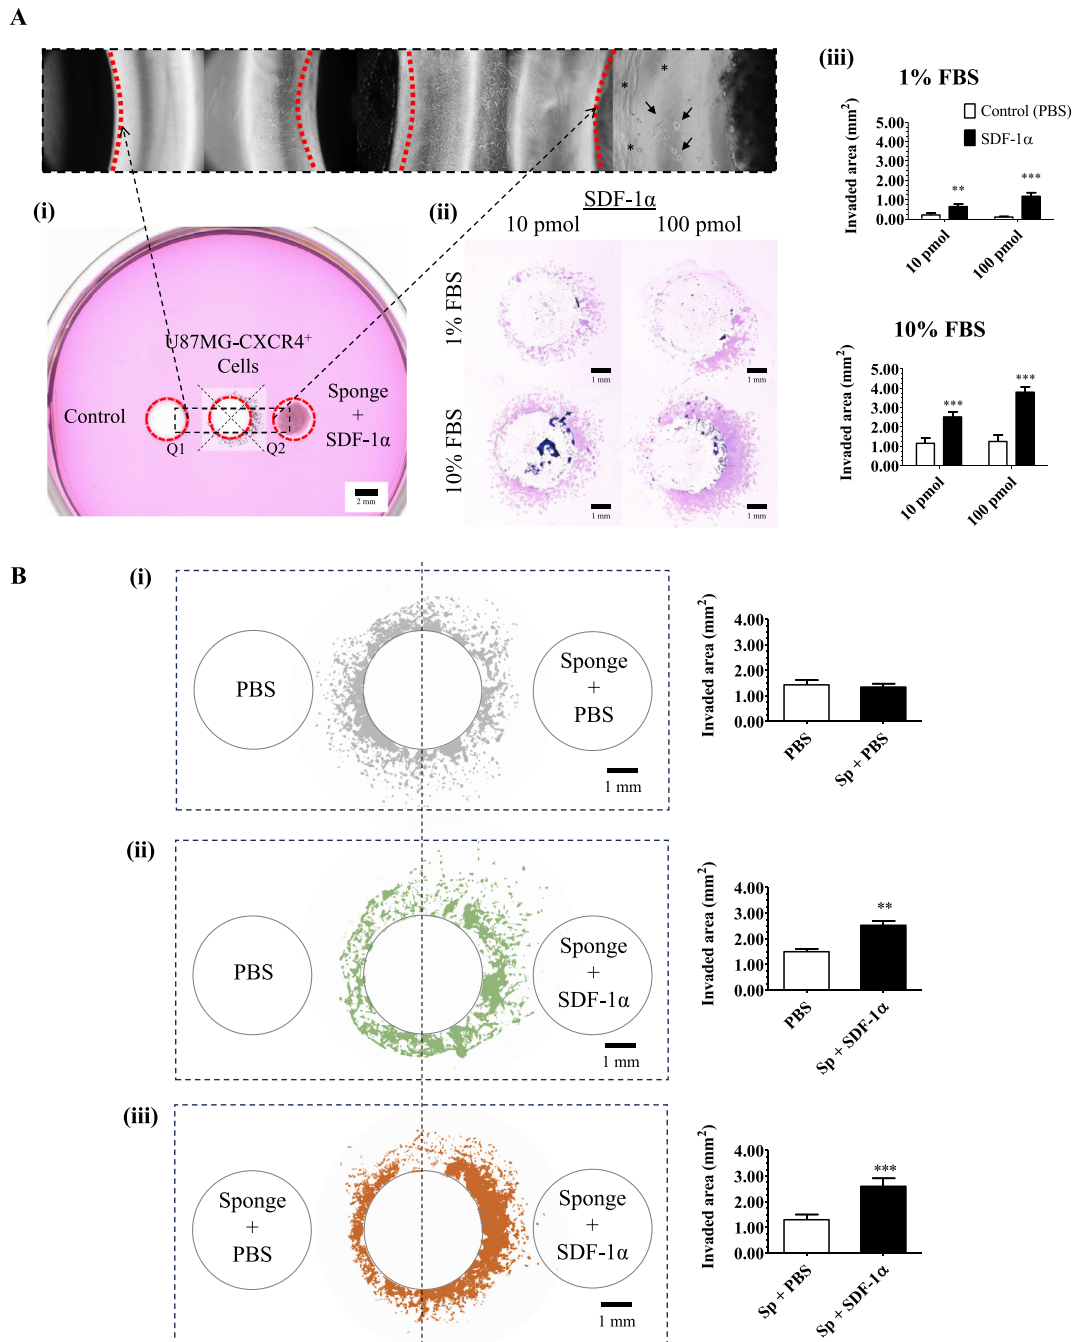 A
(i)
U87MG-CXCR4+
Cells
Control
Sponge
+
SDF-1α
Q1
Q2
2 mm
(ii)
SDF-1α
10 pmol
100 pmol
1% FBS
10% FBS
1 mm
1 mm
1 mm
1 mm
*
*
*
(iii)
1% FBS
Control (PBS)
SDF-1α
Invaded area (mm²)
5.00
4.00
3.00
2.00
1.00
0.00
**
***
10 pmol
100 pmol
10% FBS
Invaded area (mm²)
5.00
4.00
3.00
2.00
1.00
0.00
***
***
10 pmol
100 pmol
B
(i)
PBS
Sponge
+
PBS
1 mm
Invaded area (mm²)
4.00
3.00
2.00
1.00
0.00
PBS
Sp + PBS
(ii)
PBS
Sponge
+
SDF-1α
1 mm
Invaded area (mm²)
4.00
3.00
2.00
1.00
0.00
**
PBS
Sp + SDF-1α
(iii)
Sponge
+
PBS
Sponge
+
SDF-1α
1 mm
Invaded area (mm²)
4.00
3.00
2.00
1.00
0.00
***
Sp + PBS
Sp + SDF-1α